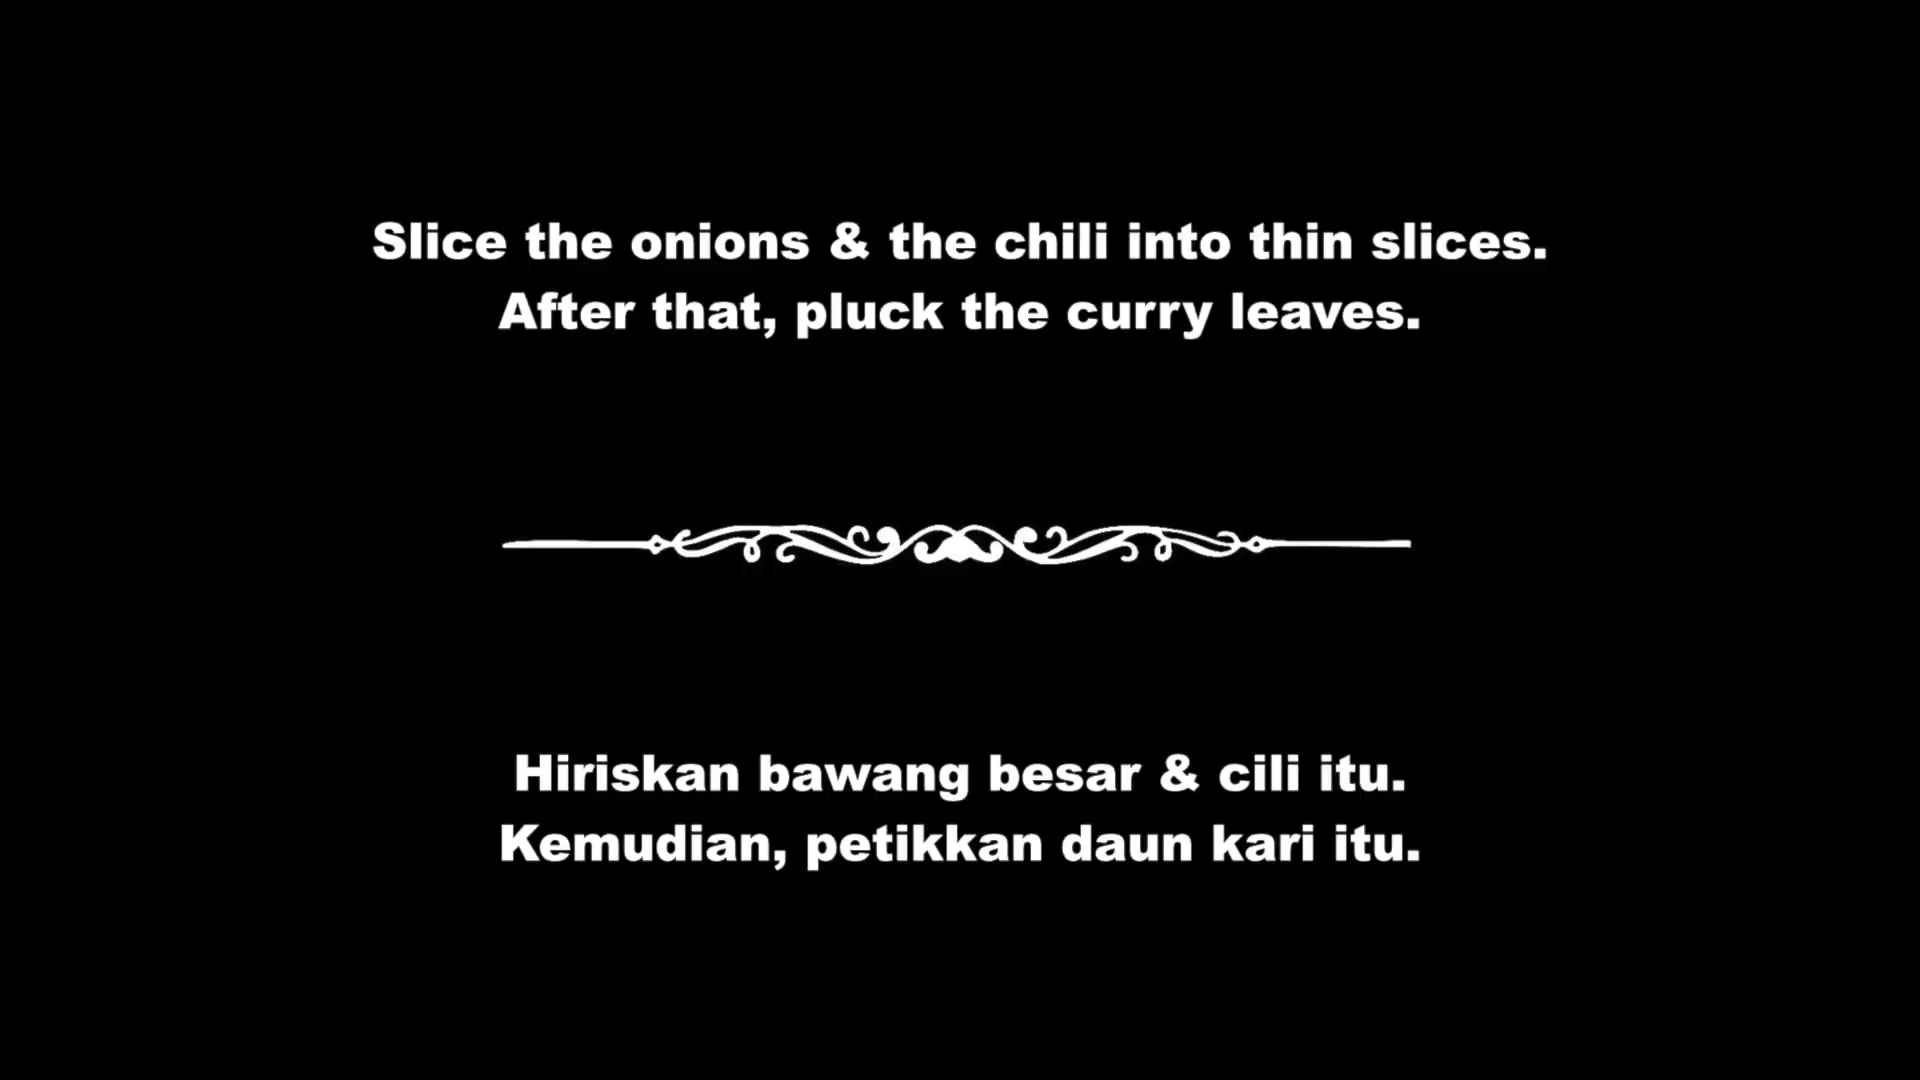 Slice the onions & the chili into thin slices.
After that, pluck the curry leaves.
Hiriskan bawang besar & cili itu.
Kemudian, petikkan daun kari itu.